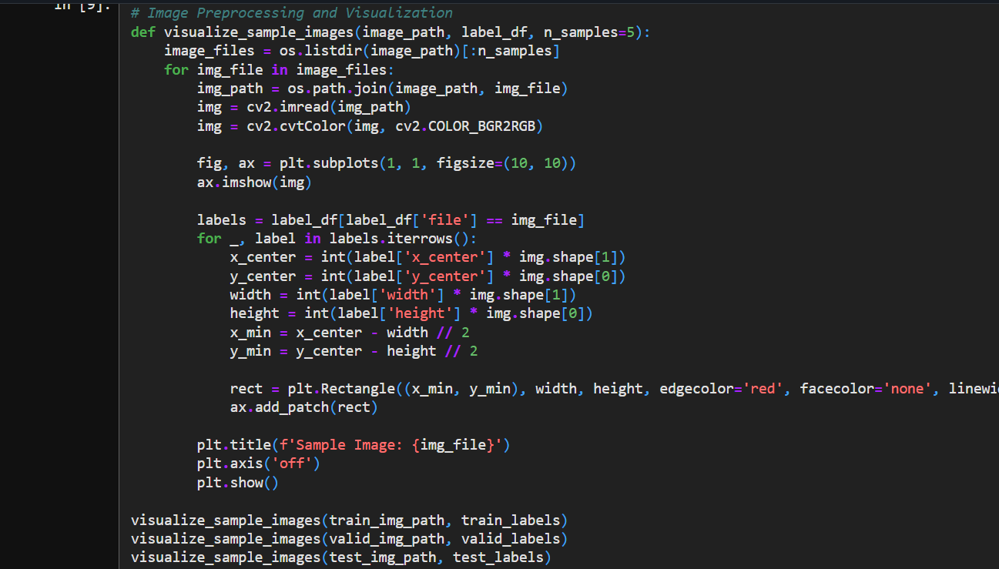 In [9]:
# Image Preprocessing and Visualization
def visualize_sample_images(image_path, label_df, n_samples=5):
    image_files = os.listdir(image_path)[:n_samples]
    for img_file in image_files:
        img_path = os.path.join(image_path, img_file)
        img = cv2.imread(img_path)
        img = cv2.cvtColor(img, cv2.COLOR_BGR2RGB)

        fig, ax = plt.subplots(1, 1, figsize=(10, 10))
        ax.imshow(img)

        labels = label_df[label_df['file'] == img_file]
        for _, label in labels.iterrows():
            x_center = int(label['x_center'] * img.shape[1])
            y_center = int(label['y_center'] * img.shape[0])
            width = int(label['width'] * img.shape[1])
            height = int(label['height'] * img.shape[0])
            x_min = x_center - width // 2
            y_min = y_center - height // 2

            rect = plt.Rectangle((x_min, y_min), width, height, edgecolor='red', facecolor='none', linewi
            ax.add_patch(rect)

        plt.title(f'Sample Image: {img_file}')
        plt.axis('off')
        plt.show()

visualize_sample_images(train_img_path, train_labels)
visualize_sample_images(valid_img_path, valid_labels)
visualize_sample_images(test_img_path, test_labels)